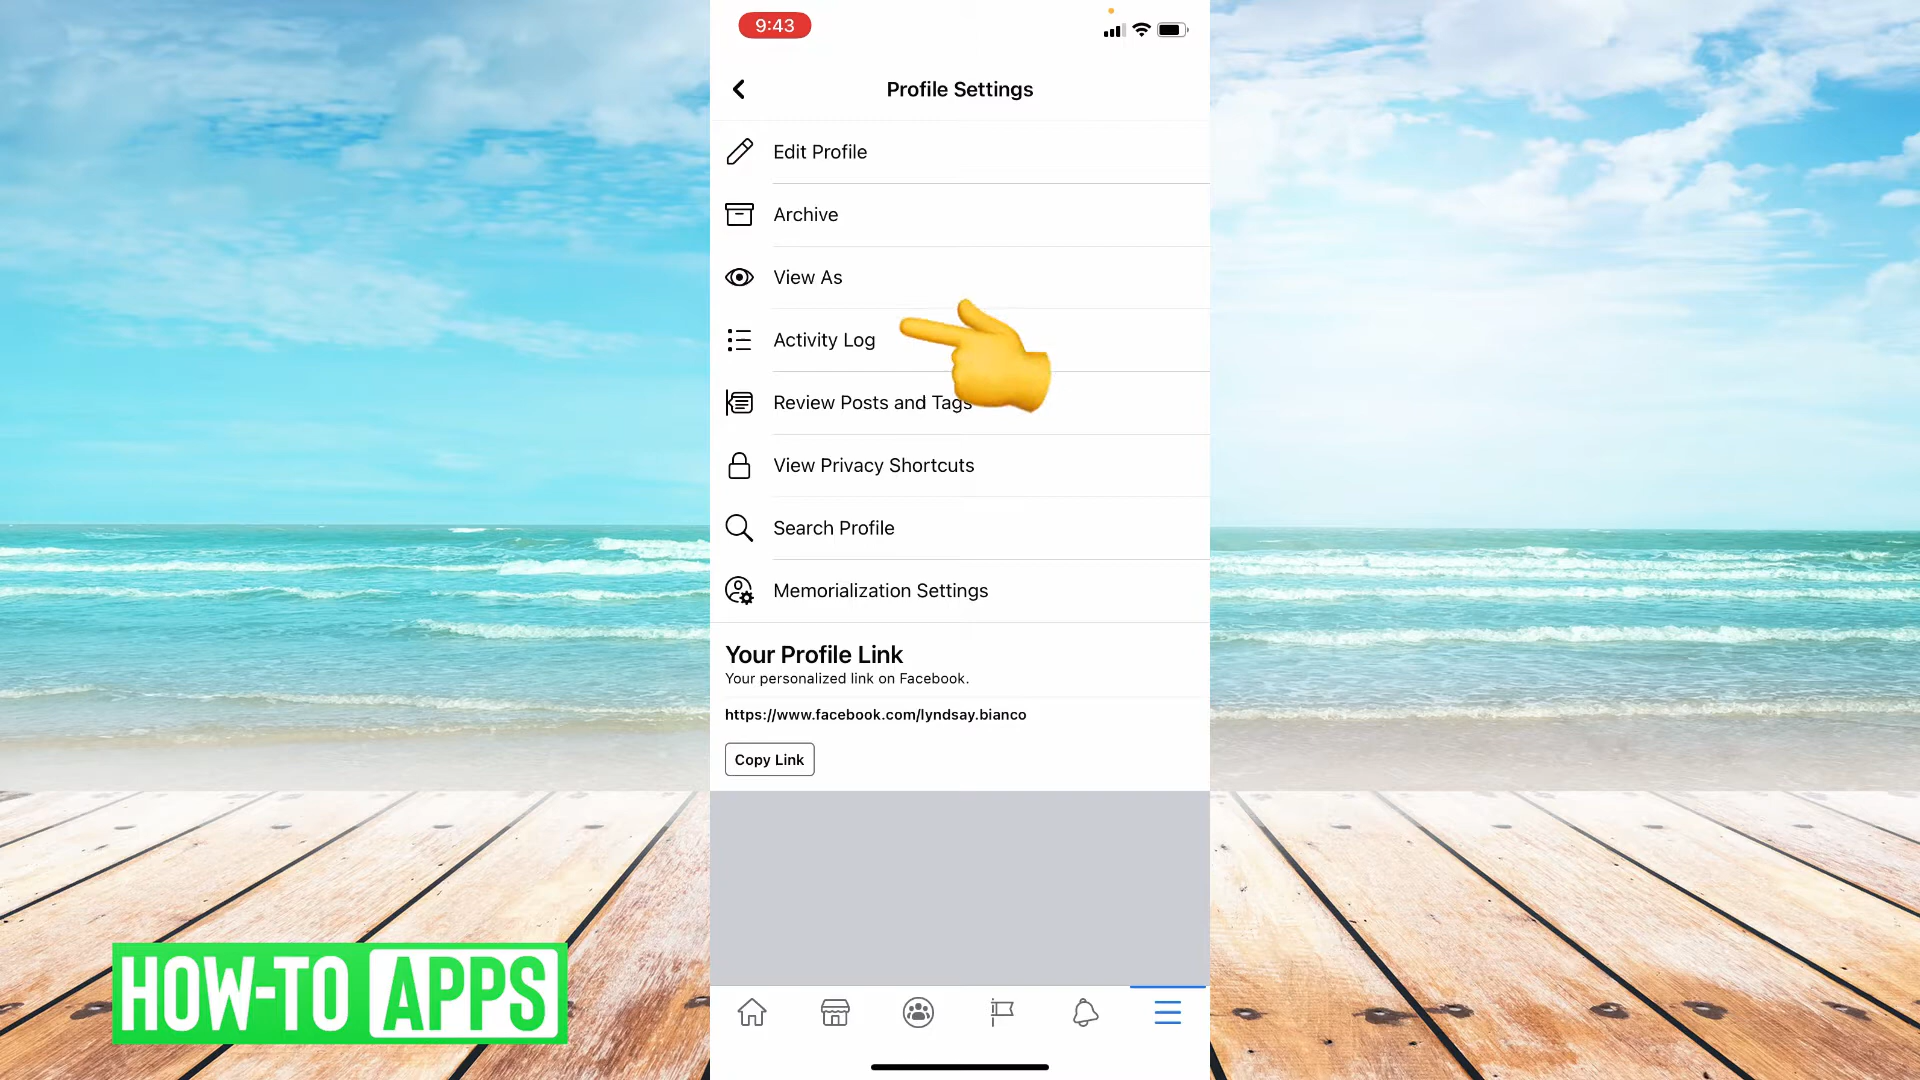 9:43
Profile Settings
Edit Profile
Archive
View As
Activity Log
Review Posts and Tags
View Privacy Shortcuts
Search Profile
Memorialization Settings
Your Profile Link
Your personalized link on Facebook.
https://www.facebook.com/lyndsay.bianco
Copy Link
HOW-TO APPS